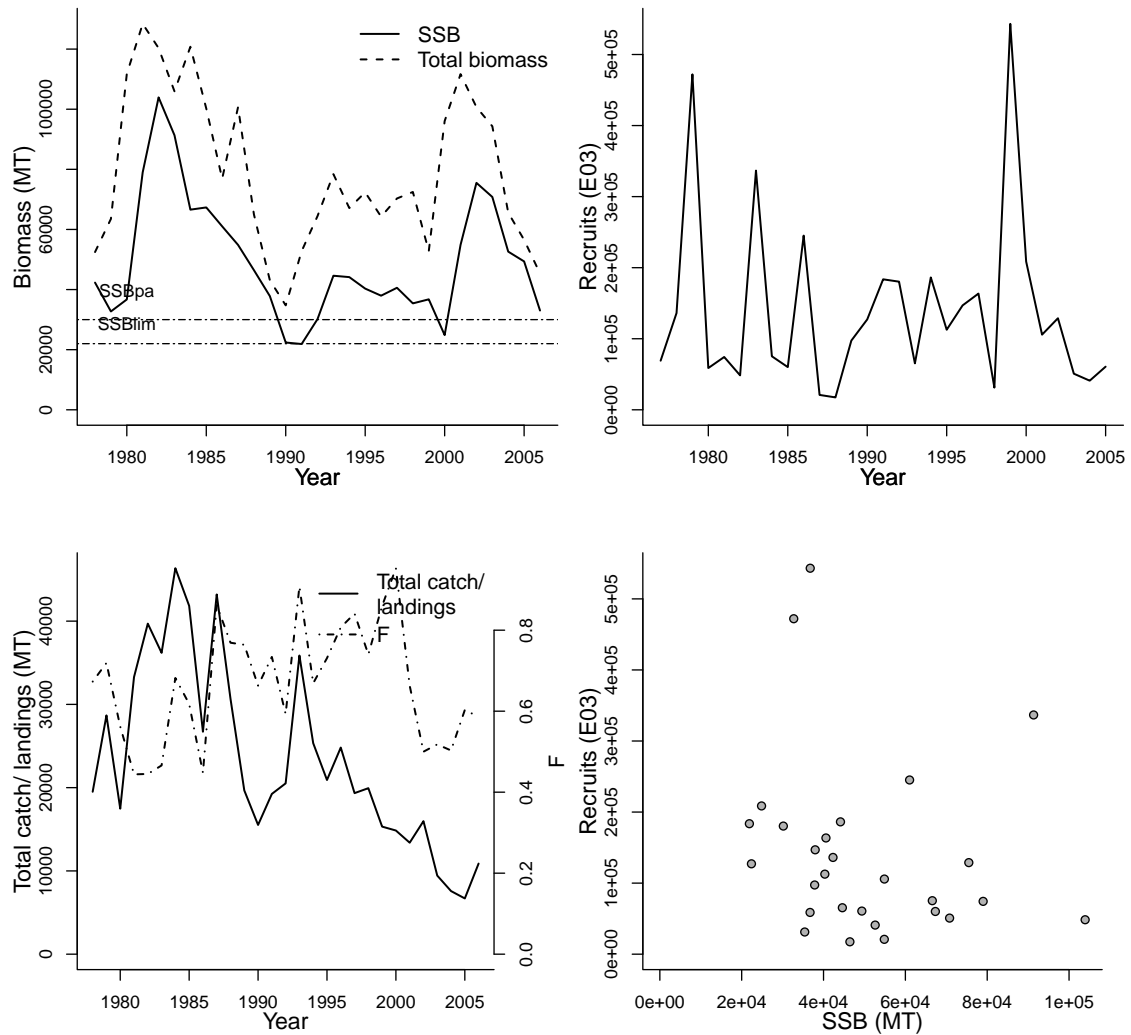 SSB
Total biomass
Biomass (MT)
0
20000
60000
100000
SSBpa
SSBlim
1980
1985
1990
1995
2000
2005
Year
Recruits (E03)
0e+00
1e+05
2e+05
3e+05
4e+05
5e+05
1980
1985
1990
1995
2000
2005
Year
Total catch/
landings
F
Total catch/ landings (MT)
0
10000
20000
30000
40000
F
0.0
0.2
0.4
0.6
0.8
1980
1985
1990
1995
2000
2005
Year
Recruits (E03)
0e+00
1e+05
2e+05
3e+05
4e+05
5e+05
0e+00
2e+04
4e+04
6e+04
8e+04
1e+05
SSB (MT)